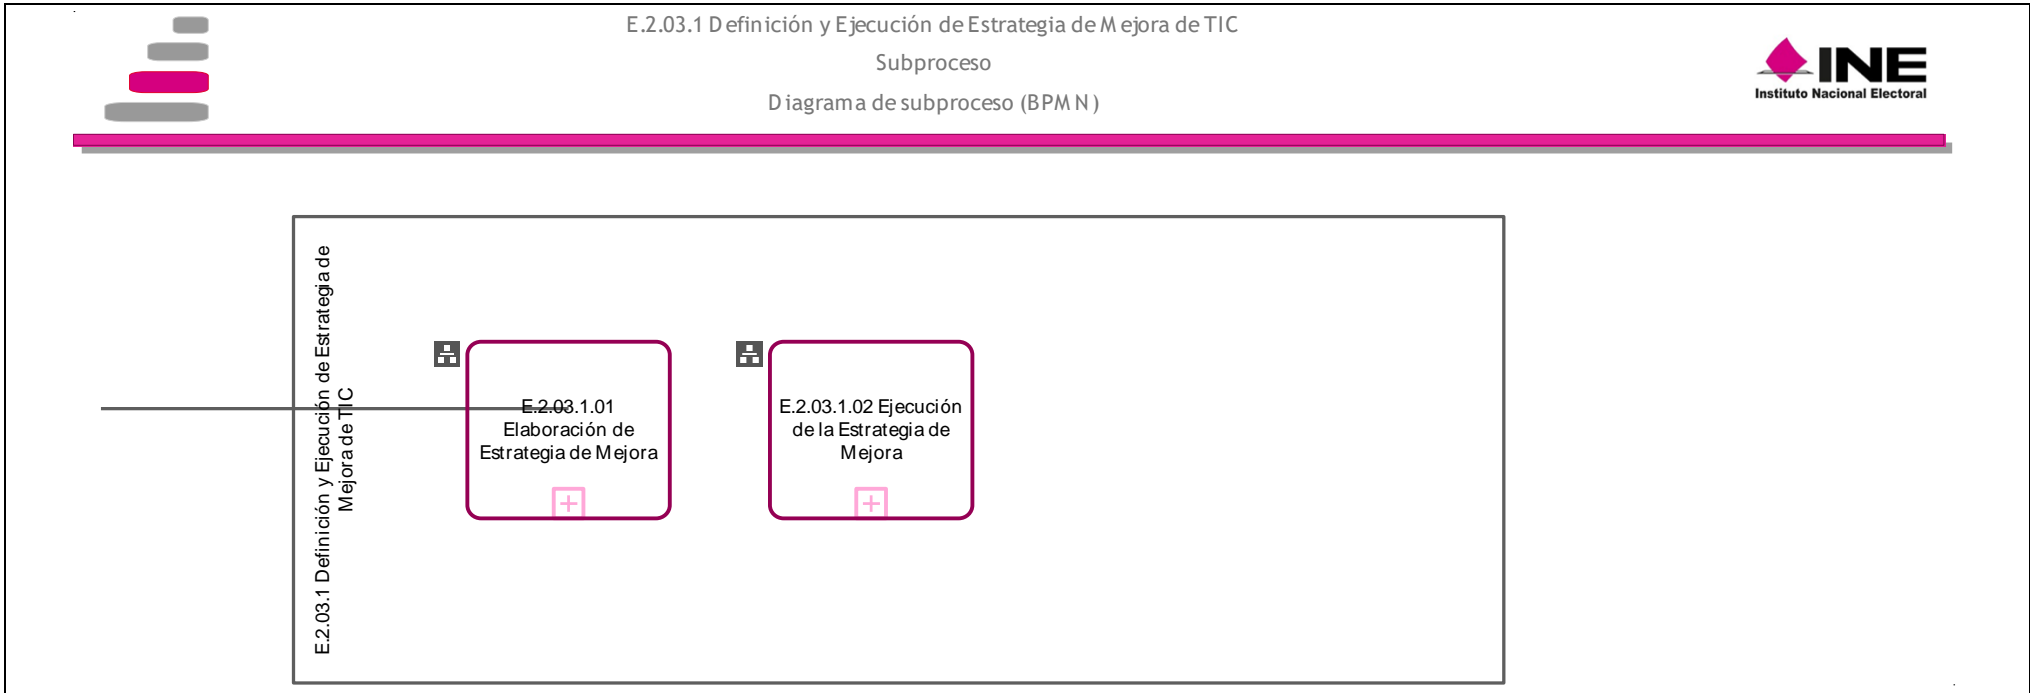 E.2.03.1 Definición y Ejecución de Estrategia de Mejora de TIC
Subproceso
Diagrama de subproceso (BPMN)
INE
Instituto Nacional Electoral
E.2.03.1 Definición y Ejecución de Estrategia de
Mejora de TIC
E.2.03.1.01
Elaboración de
Estrategia de Mejora
E.2.03.1.02 Ejecución
de la Estrategia de
Mejora